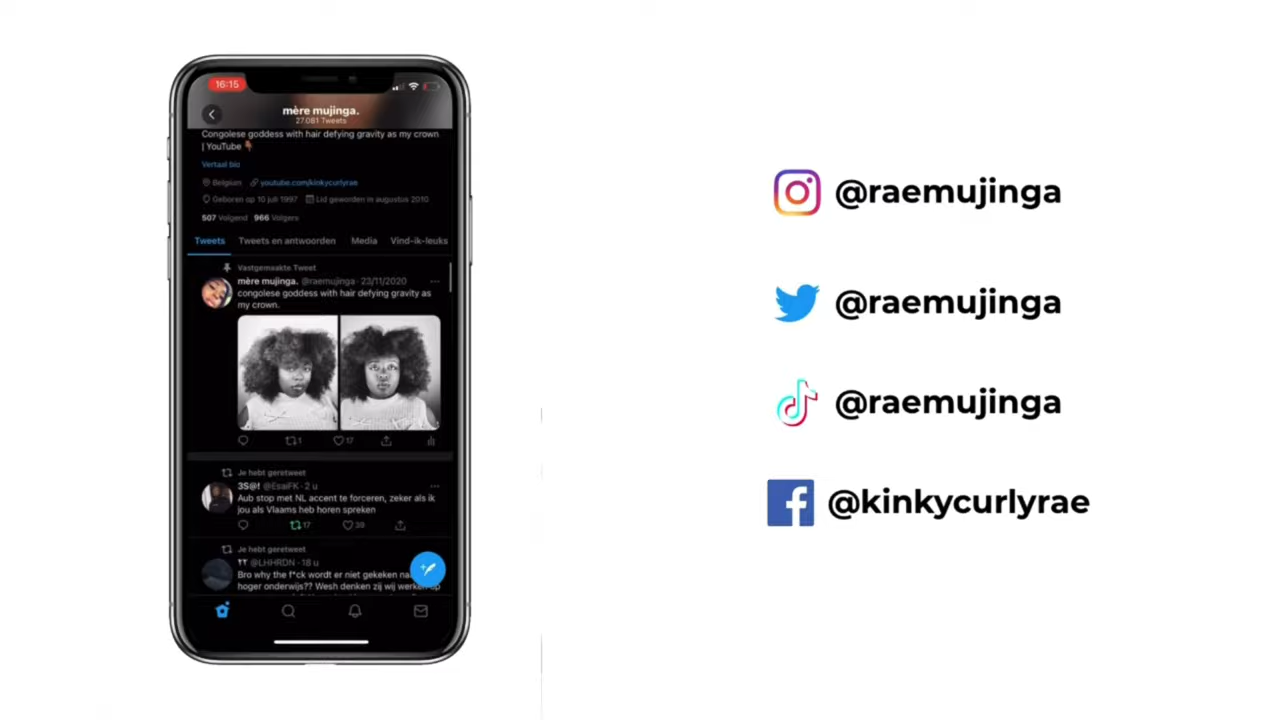 16:15
mère mujinga.
27.081 Tweets
Congolese goddess with hair defying gravity as my crown
| YouTube
Vertaal bio
Belgian youtube.com/kinkycurlyrae
Geboren op 10 juli 1997 Lid geworden in augustus 2010
507 Volgend 966 Volgers
Tweets Tweets en antwoorden Media Vind-ik-leuks
Vastgemaakte Tweet
mère mujinga. @raemujinga · 23/11/2020
congolese goddess with hair defying gravity as
my crown.
1 17
Je hebt geretweet
3S@! @EsaiFK · 2 u
Aub stop met NL accent te forceren, zeker als ik
jou als Vlaams heb horen spreken
17 39
Je hebt geretweet
@LHHRDN · 18 u
Bro why the f*ck wordt er niet gekeken
hoger onderwijs?? Wesh denken zij wij werken op
@raemujinga
@raemujinga
@raemujinga
@kinkycurlyrae